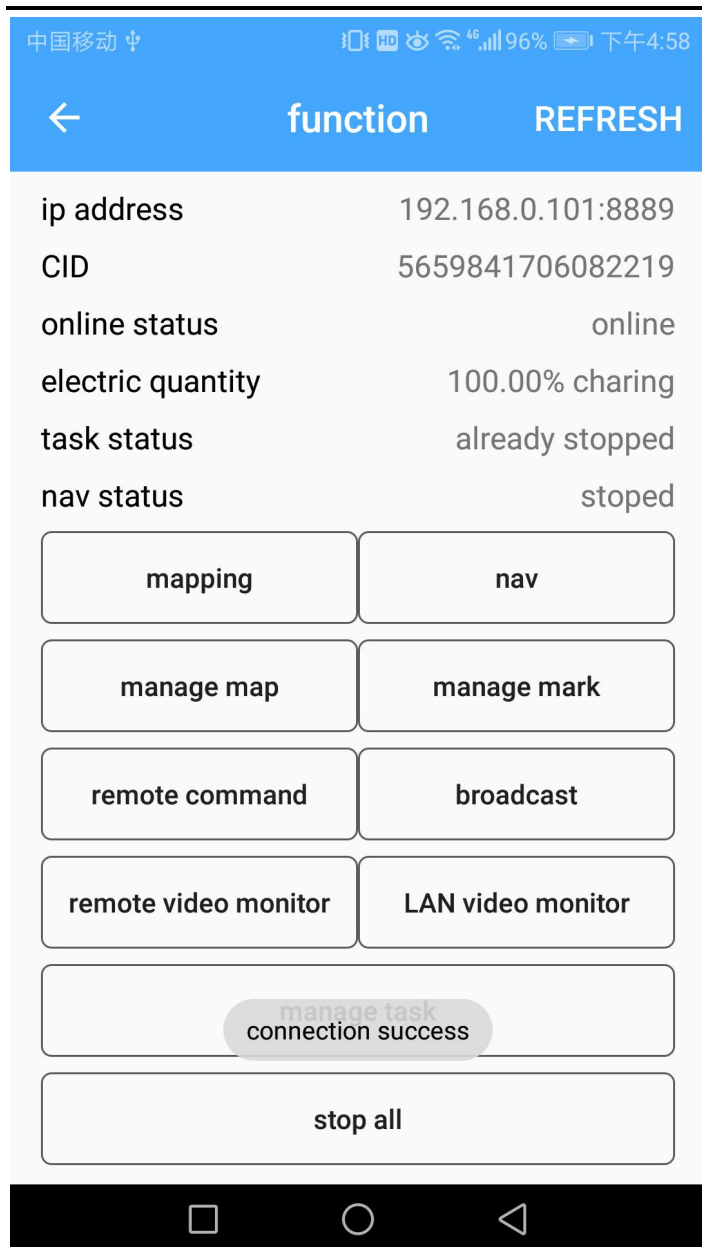 中国移动 HD 4G 96% 下午4:58
function REFRESH
ip address 192.168.0.101:8889
CID 5659841706082219
online status online
electric quantity 100.00% charing
task status already stopped
nav status stoped
mapping nav
manage map manage mark
remote command broadcast
remote video monitor LAN video monitor
manage task
connection success
stop all